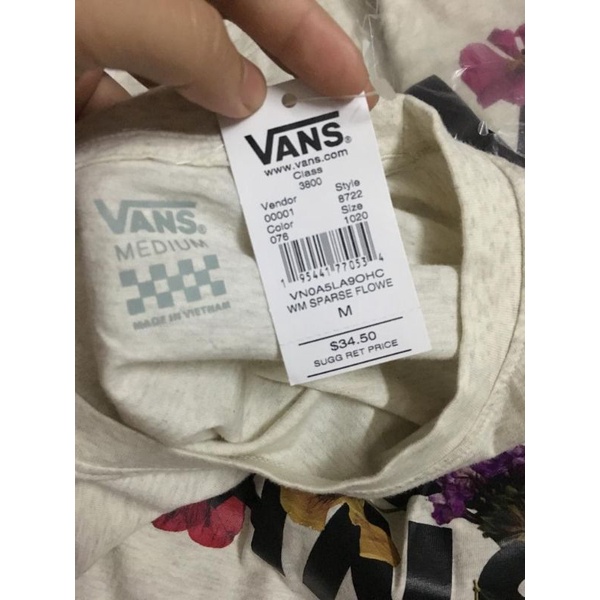 VANS®
www.vans.com
Class
3800
Vendor Style
00001 8722
Color Size
076 1020
1 95441 77053 4
VN0A5LA9OHC
WM SPARSE FLOWE
M
$34.50
SUGG RET PRICE
VANS®
MEDIUM
MADE IN VIETNAM